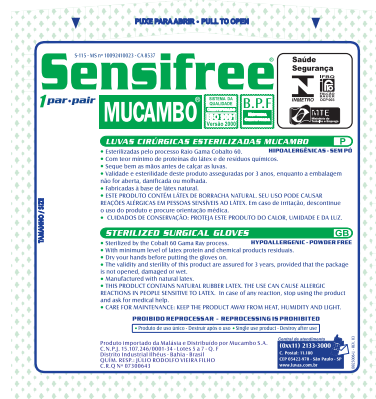 PUXE PARA ABRIR - PULL TO OPEN
S-115 - MS nº 10092410023 - CA 8537
Sensifree®
1 par-pair
MUCAMBO®
SISTEMA DA QUALIDADE
Versão 2000
B.P.F
Saúde
Segurança
INMETRO
MTE
LUVAS CIRÚRGICAS ESTERILIZADAS MUCAMBO P
• Esterilizadas pelo processo Raio Gama Cobalto 60. HIPOALERGÊNICAS - SEM PÓ
• Com teor mínimo de proteínas do látex e de resíduos químicos.
• Seque bem as mãos antes de calçar as luvas.
• Validade e esterilidade deste produto asseguradas por 3 anos, enquanto a embalagem
não for aberta, danificada ou molhada.
• Fabricadas à base de látex natural.
• ESTE PRODUTO CONTÉM LÁTEX DE BORRACHA NATURAL. SEU USO PODE CAUSAR
REAÇÕES ALÉRGICAS EM PESSOAS SENSÍVEIS AO LÁTEX. Em caso de irritação, descontinue
o uso do produto e procure orientação médica.
• CUIDADOS DE CONSERVAÇÃO: PROTEJA ESTE PRODUTO DO CALOR, UMIDADE E DA LUZ.
TAMANHO / SIZE
STERILIZED SURGICAL GLOVES GB
• Sterilized by the Cobalt 60 Gama Ray process. HYPOALLERGENIC - POWDER FREE
• With minimum level of latex protein and chemical products residuals.
• Dry your hands before putting the gloves on.
• The validity and sterility of this product are assured for 3 years, provided that the package
is not opened, damaged or wet.
• Manufactured with natural latex.
• THIS PRODUCT CONTAINS NATURAL RUBBER LATEX. THE USE CAN CAUSE ALLERGIC
REACTIONS IN PEOPLE SENSITIVE TO LATEX. In case of any reaction, stop using the product
and ask for medical help.
• CARE FOR MAINTENANCE: KEEP THE PRODUCT AWAY FROM HEAT, HUMIDITY AND LIGHT.
PROIBIDO REPROCESSAR - REPROCESSING IS PROHIBITED
• Produto de uso único - Destruir após o uso • Single use product - Destroy after use
Produto importado da Malásia e Distribuído por Mucambo S.A.
C.N.P.J. 15.107.246/0001-34 - Lotes 5 a 7 - Q. F
Distrito Industrial Ilhéus - Bahia - Brasil
QUÍM. RESP.: JULIO RODOLFO VIEIRA FILHO
C.R.Q Nº 07300643
Central de atendimento
(0xx11) 2133-3000
C. Postal: 11.180
CEP 05422-970 - São Paulo - SP
www.luvas.com.br